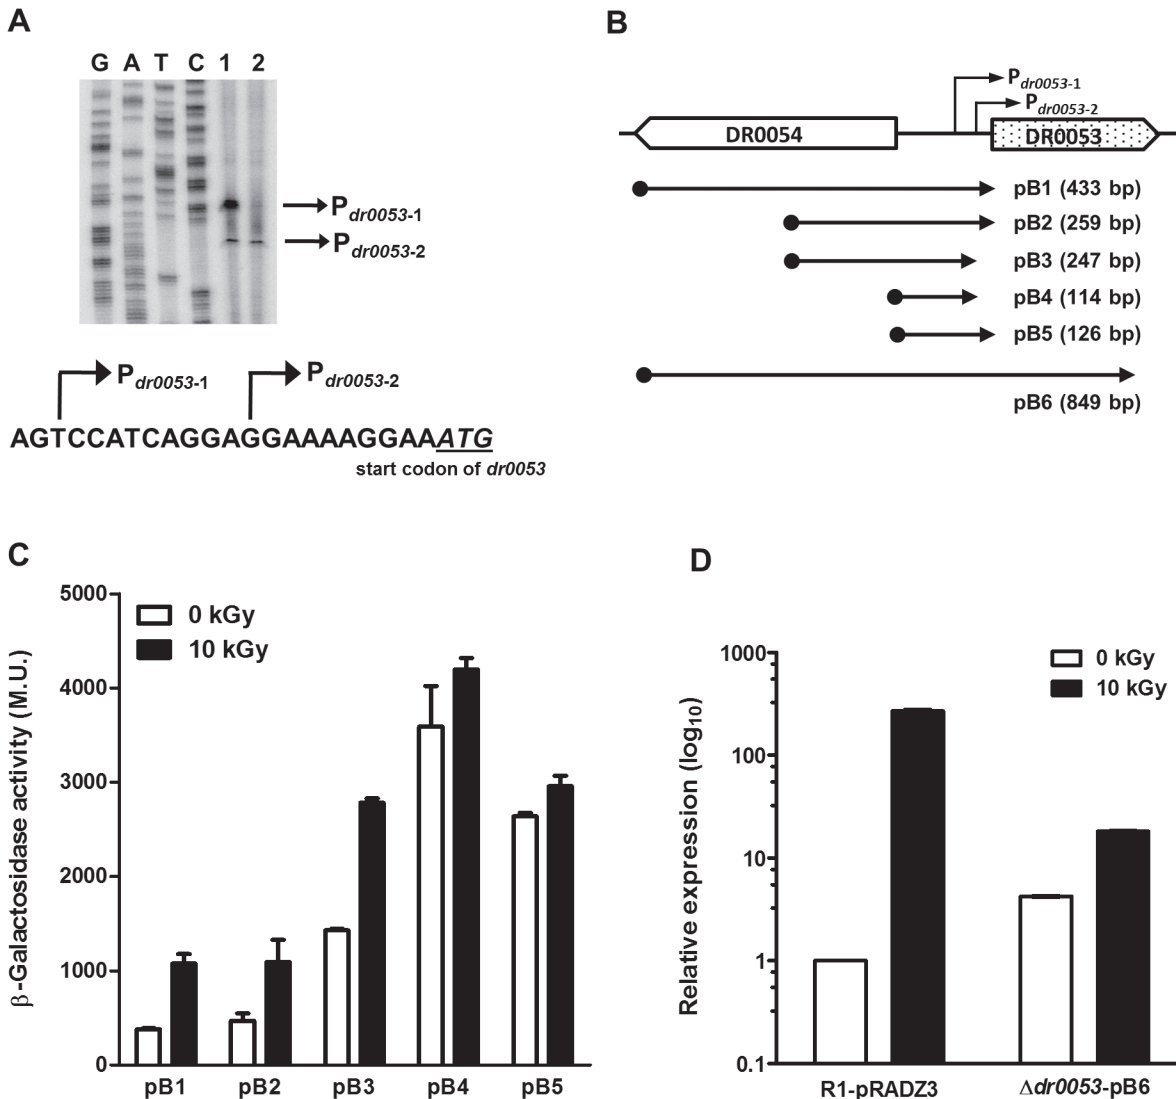 A
G A T C 1 2
Pdr0053-1
Pdr0053-2
Pdr0053-1
Pdr0053-2
AGTCCATCAGGAGGAAAAGGAAATG
start codon of dr0053
B
Pdr0053-1
Pdr0053-2
DR0054
DR0053
pB1 (433 bp)
pB2 (259 bp)
pB3 (247 bp)
pB4 (114 bp)
pB5 (126 bp)
pB6 (849 bp)
C
β-Galactosidase activity (M.U.)
5000
4000
3000
2000
1000
0
0 kGy
10 kGy
pB1 pB2 pB3 pB4 pB5
D
Relative expression (log10)
1000
100
10
1
0.1
0 kGy
10 kGy
R1-pRADZ3 Δdr0053-pB6